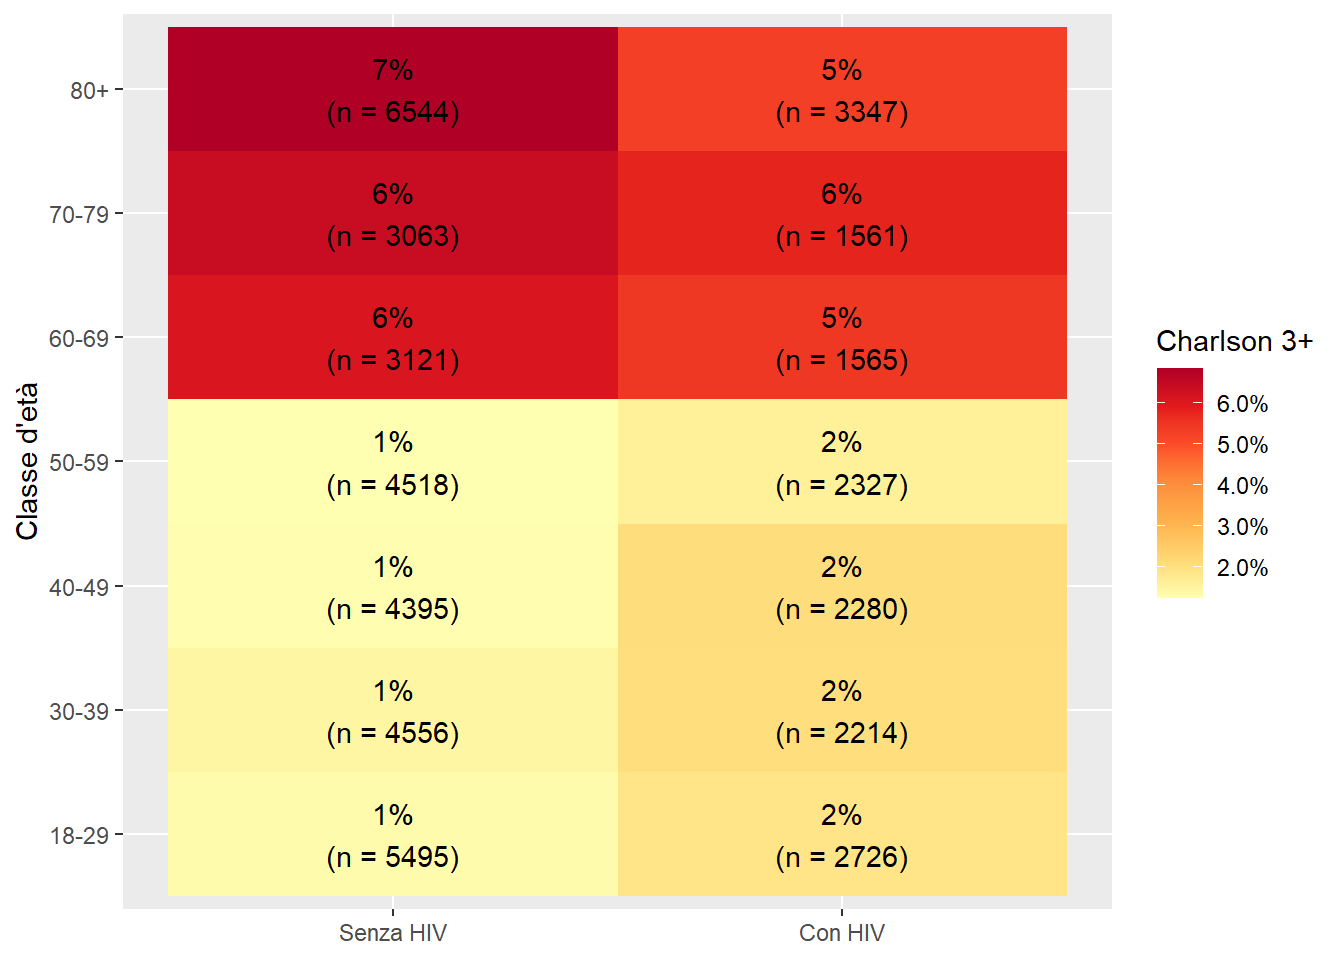 Classe d'età
80+
7%
(n = 6544)
5%
(n = 3347)
70-79
6%
(n = 3063)
6%
(n = 1561)
60-69
6%
(n = 3121)
5%
(n = 1565)
50-59
1%
(n = 4518)
2%
(n = 2327)
40-49
1%
(n = 4395)
2%
(n = 2280)
30-39
1%
(n = 4556)
2%
(n = 2214)
18-29
1%
(n = 5495)
2%
(n = 2726)
Senza HIV
Con HIV
Charlson 3+
6.0%
5.0%
4.0%
3.0%
2.0%